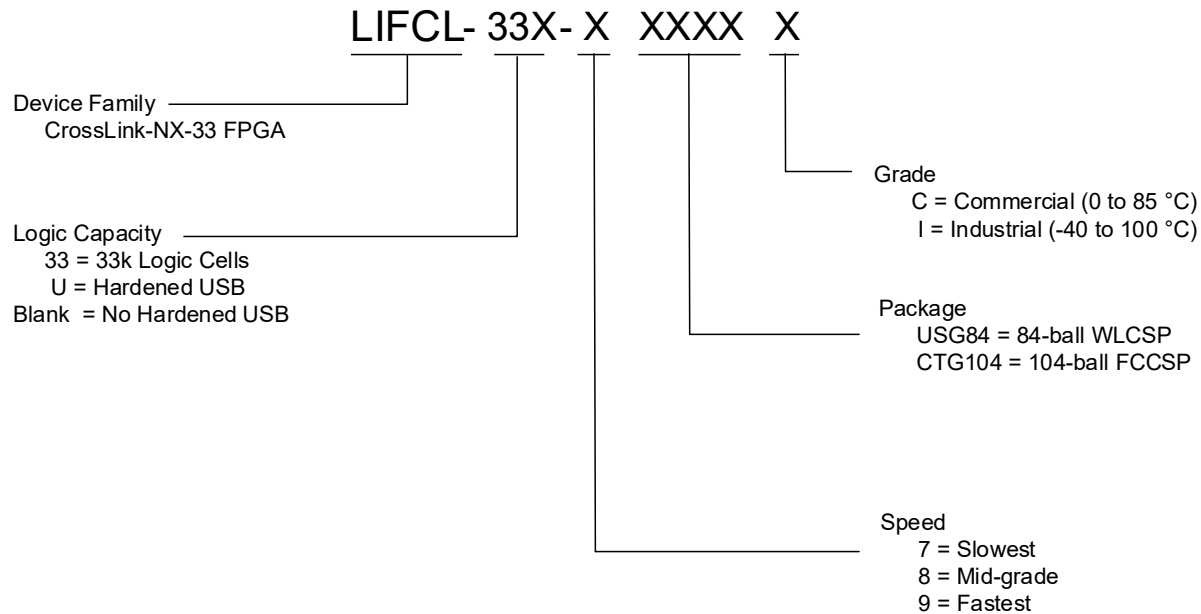 LIFCL- 33X- X XXXX X
Device Family
CrossLink-NX-33 FPGA
Logic Capacity
33 = 33k Logic Cells
U = Hardened USB
Blank = No Hardened USB
Grade
C = Commercial (0 to 85 °C)
I = Industrial (-40 to 100 °C)
Package
USG84 = 84-ball WLCSP
CTG104 = 104-ball FCCSP
Speed
7 = Slowest
8 = Mid-grade
9 = Fastest